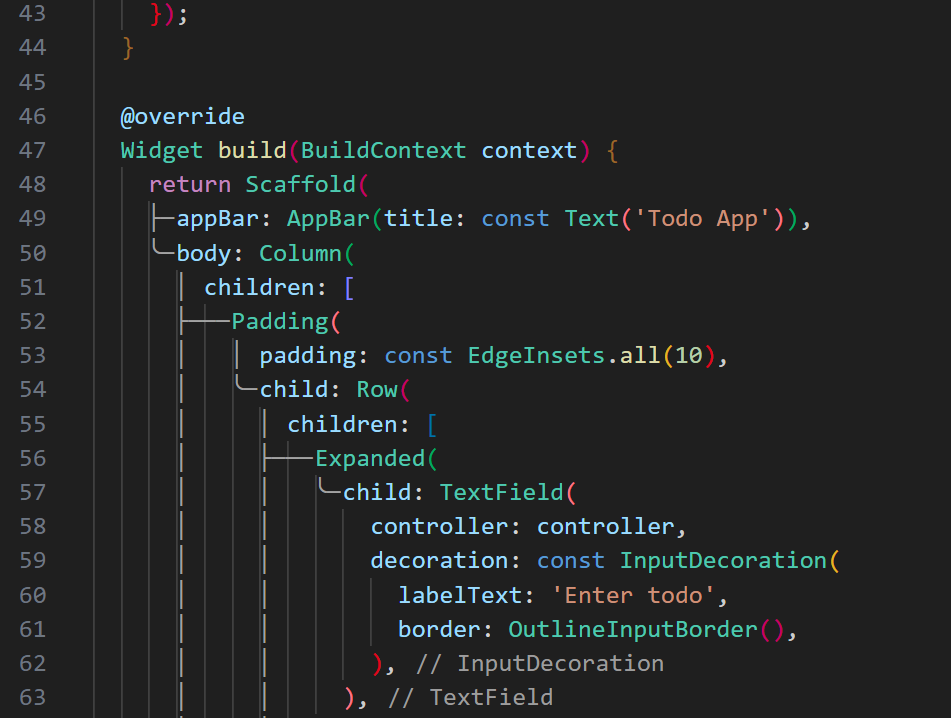 43 });
44 }
45
46 @override
47 Widget build(BuildContext context) {
48 return Scaffold(
49 appBar: AppBar(title: const Text('Todo App')),
50 body: Column(
51 children: [
52 Padding(
53 padding: const EdgeInsets.all(10),
54 child: Row(
55 children: [
56 Expanded(
57 child: TextField(
58 controller: controller,
59 decoration: const InputDecoration(
60 labelText: 'Enter todo',
61 border: OutlineInputBorder(),
62 ), // InputDecoration
63 ), // TextField